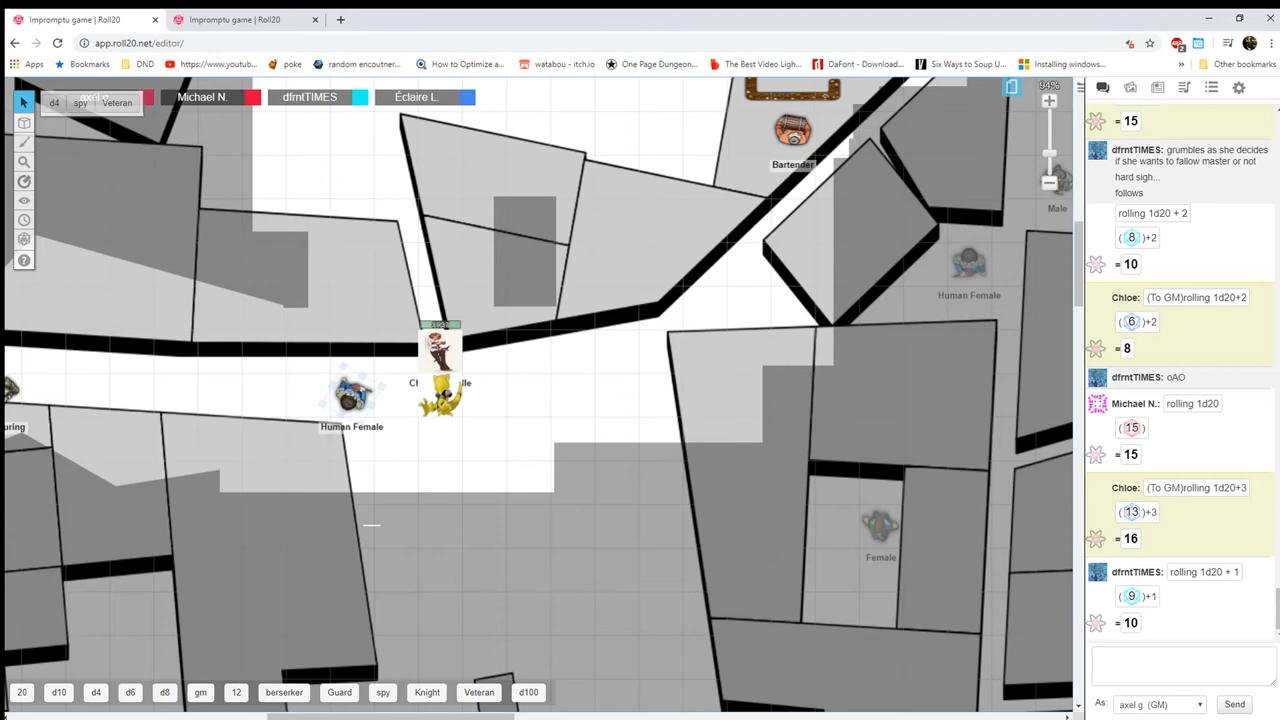 Impromptu game | Roll20
Impromptu game | Roll20
app.roll20.net/editor/
Apps
Bookmarks
DND
https://www.youtub...
poke
random encoutner...
How to Optimize a...
watabou - itch.io
One Page Dungeon...
The Best Video Ligh...
DaFont - Download...
Six Ways to Soup U...
Installing windows...
Other bookmarks
d4
spy
Veteran
Michael N.
dfrntTIMES
Éclaire L.
94%
Bartender
Male
Human Female
Human Female
uring
Female
20
d10
d4
d6
d8
gm
12
berserker
Guard
spy
Knight
Veteran
d100
= 15
dfrntTIMES: grumbles as she decides
if she wants to fallow master or not
hard sigh...
follows
rolling 1d20 + 2
(8)+2
= 10
Chloe: (To GM)rolling 1d20+2
(6)+2
= 8
dfrntTIMES: oAO
Michael N.: rolling 1d20
(15)
= 15
Chloe: (To GM)rolling 1d20+3
(13)+3
= 16
dfrntTIMES: rolling 1d20 + 1
(9)+1
= 10
As:
axel g. (GM)
Send